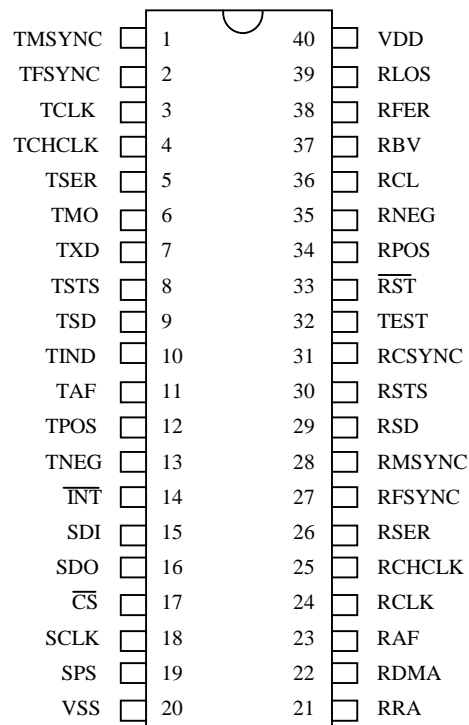 TMSYNC 1 40 VDD
TFSYNC 2 39 RLOS
TCLK 3 38 RFER
TCHCLK 4 37 RBV
TSER 5 36 RCL
TMO 6 35 RNEG
TXD 7 34 RPOS
TSTS 8 33 R̅S̅T̅
TSD 9 32 TEST
TIND 10 31 RCSYNC
TAF 11 30 RSTS
TPOS 12 29 RSD
TNEG 13 28 RMSYNC
I̅N̅T̅ 14 27 RFSYNC
SDI 15 26 RSER
SDO 16 25 RCHCLK
C̅S̅ 17 24 RCLK
SCLK 18 23 RAF
SPS 19 22 RDMA
VSS 20 21 RRA